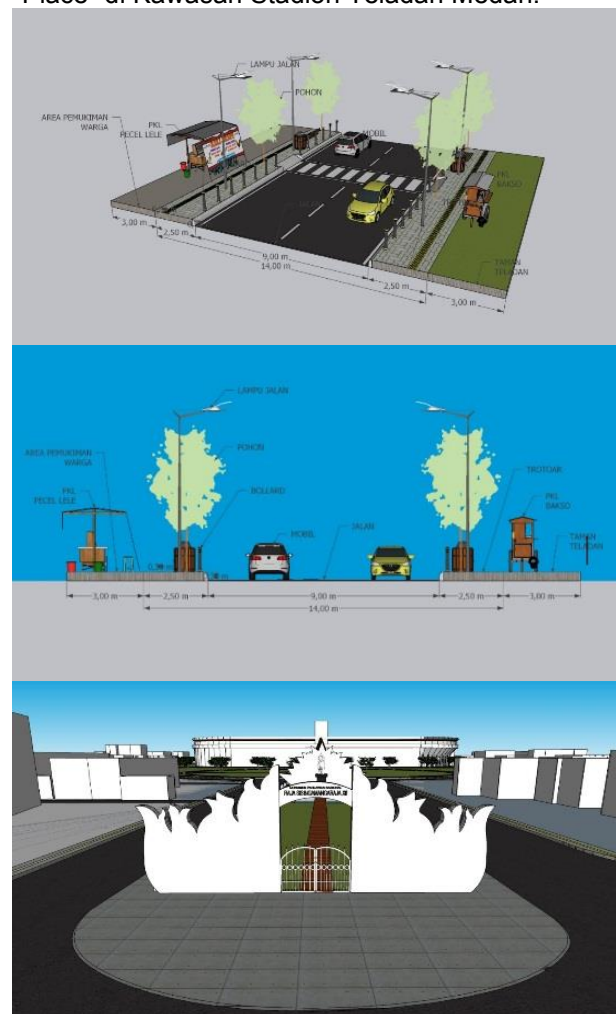 "Place" di Kawasan Stadion Teladan Medan.
LAMPU JALAN
POHON
AREA PEMUKIMAN
WARGA
PKL
PECEL LELE
MOBIL
PKL
BAKSO
TAMAN
TELADAN
3,00 m
2,50 m
9,00 m
14,00 m
2,50 m
3,00 m
LAMPU JALAN
AREA PEMUKIMAN
WARGA
POHON
TROTOAR
PKL
PECEL LELE
BOLLARD
PKL
BAKSO
MOBIL
JALAN
TAMAN
TELADAN
3,00 m
2,50 m
9,00 m
2,50 m
3,00 m
14,00 m